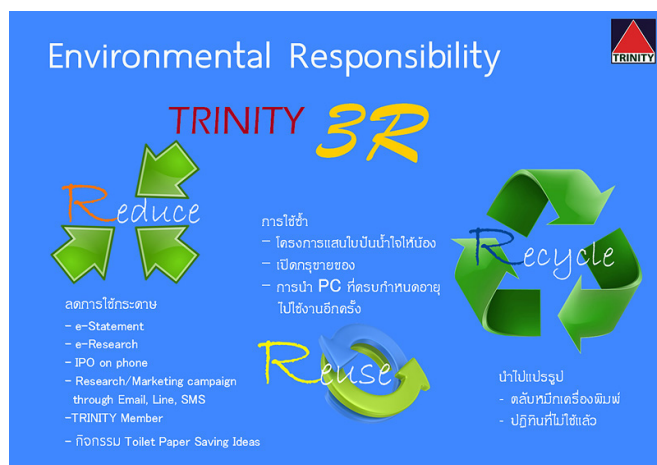 Environmental Responsibility
TRINITY
TRINITY 3R
Reduce
ลดการใช้กระดาษ
- e-Statement
- e-Research
- IPO on phone
- Research/Marketing campaign
through Email, Line, SMS
-TRINITY Member
- กิจกรรม Toilet Paper Saving Ideas
การใช้ซ้ำ
- โครงการแสนใบปันน้ำใจให้น้อง
- เปิดกรุขายของ
- การนำ PC ที่ครบกำหนดอายุ
ไปใช้งานอีกครั้ง
Reuse
Recycle
นำไปแปรรูป
- ตลับหมึกเครื่องพิมพ์
- ปฏิทินที่ไม่ใช้แล้ว